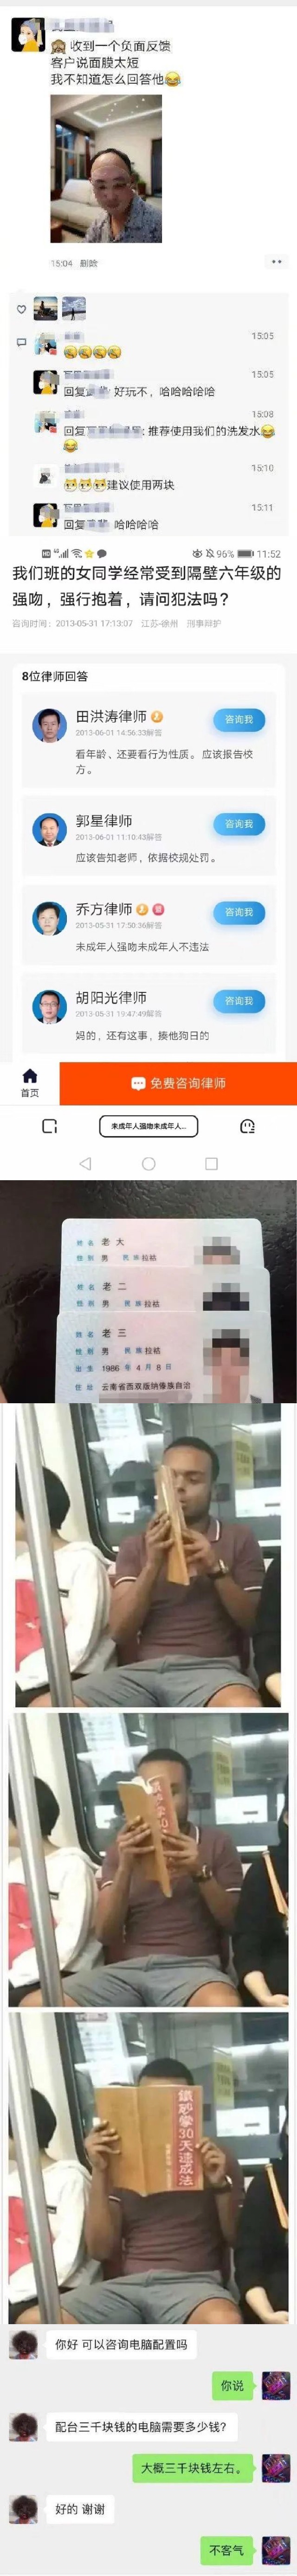 收到一个负面反馈
客户说面膜太短
我不知道怎么回答他
15:04 删除
15:05
15:05
回复 好玩不，哈哈哈哈哈
15:08
回复 : 推荐使用我们的洗发水
15:10
建议使用两块
15:11
回复 哈哈哈哈
96% 11:52
我们班的女同学经常受到隔壁六年级的
强吻，强行抱着，请问犯法吗？
咨询时间：2013-05-31 17:13:07 江苏-徐州 刑事辩护
8位律师回答
田洪涛律师
咨询我
2013-06-01 14:56:33解答
看年龄、还要看行为性质。应该报告校
方。
郭星律师
咨询我
2013-06-01 11:10:43解答
应该告知老师，依据校规处罚。
乔方律师
咨询我
2013-05-31 17:50:36解答
未成年人强吻未成年人不违法
胡阳光律师
咨询我
2013-05-31 19:47:49解答
妈的，还有这事，揍他狗日的
首页
免费咨询律师
未成年人强吻未成年人...
姓名 老大
性别 男 民族 拉祜
姓名 老二
性别 男 民族 拉祜
姓名 老三
性别 男 民族 拉祜
出生 1986 年 4 月 8 日
住址 云南省西双版纳傣族自治
铁砂掌30天速成法
你好 可以咨询电脑配置吗
你说
配台三千块钱的电脑需要多少钱？
大概三千块钱左右。
好的 谢谢
不客气